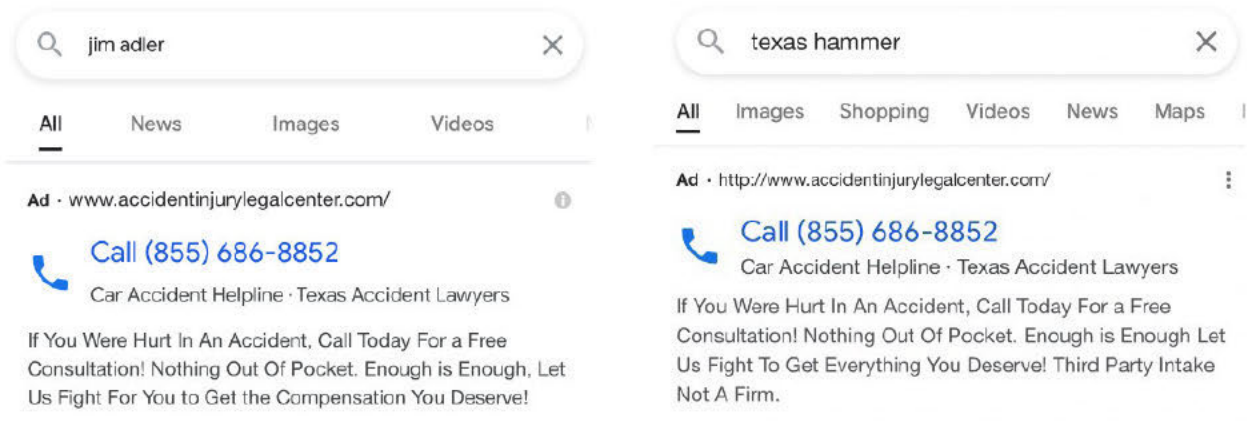 jim adler
All News Images Videos
Ad · www.accidentinjurylegalcenter.com/
Call (855) 686-8852
Car Accident Helpline · Texas Accident Lawyers
If You Were Hurt In An Accident, Call Today For a Free
Consultation! Nothing Out Of Pocket. Enough is Enough, Let
Us Fight For You to Get the Compensation You Deserve!
texas hammer
All Images Shopping Videos News Maps
Ad · http://www.accidentinjurylegalcenter.com/
Call (855) 686-8852
Car Accident Helpline · Texas Accident Lawyers
If You Were Hurt In An Accident, Call Today For a Free
Consultation! Nothing Out Of Pocket. Enough is Enough Let
Us Fight To Get Everything You Deserve! Third Party Intake
Not A Firm.